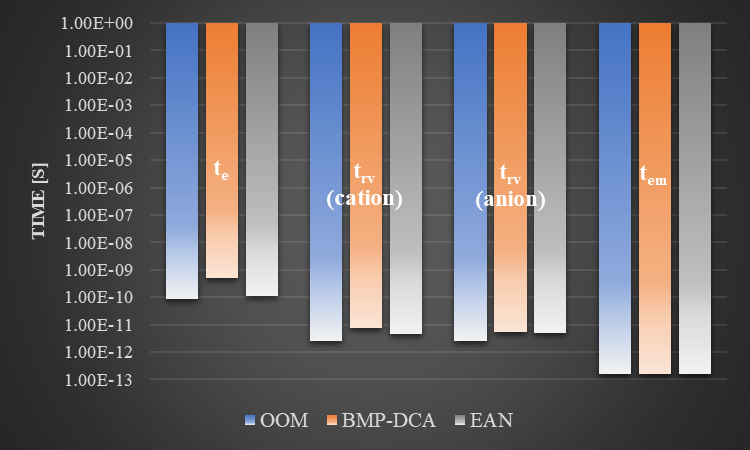 1.00E+00
1.00E-01
1.00E-02
1.00E-03
1.00E-04
1.00E-05
1.00E-06
1.00E-07
1.00E-08
1.00E-09
1.00E-10
1.00E-11
1.00E-12
1.00E-13
TIME [S]
te
trv
(cation)
trv
(anion)
tem
OOM BMP-DCA EAN